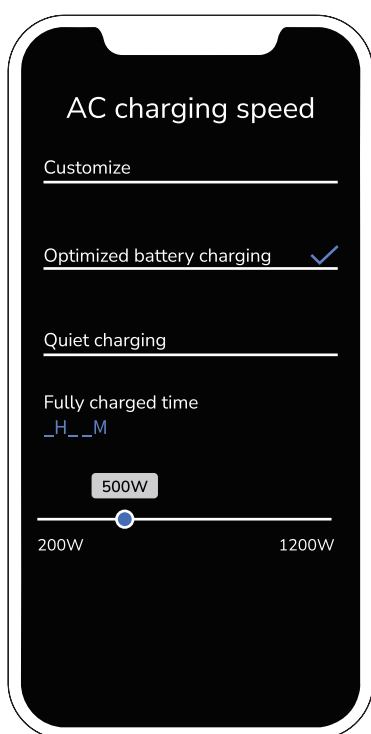 AC charging speed
Customize
Optimized battery charging
Quiet charging
Fully charged time
_H_ _M
500W
200W 1200W